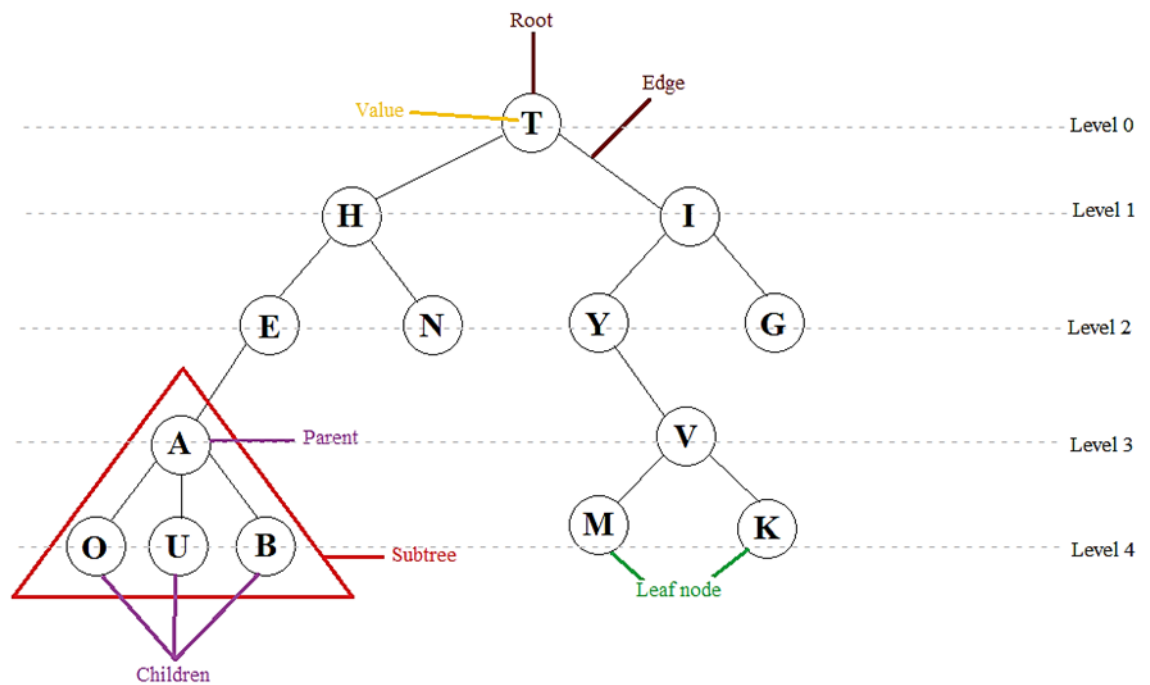 Root
Edge
Value
T
Level 0
H
I
Level 1
E
N
Y
G
Level 2
A
Parent
V
Level 3
O
U
B
Subtree
M
K
Level 4
Leaf node
Children